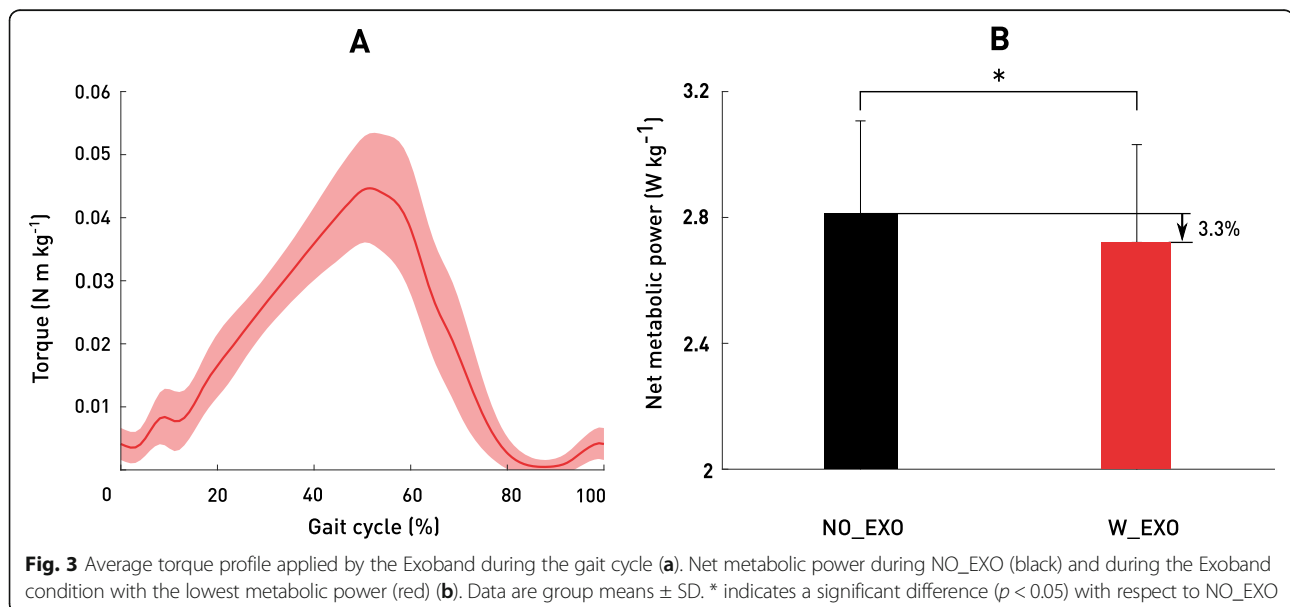 A
0.06
0.05
0.04
0.03
0.02
0.01
Torque (N m kg⁻¹)
0 20 40 60 80 100
Gait cycle (%)
B
*
3.2
2.8
2.4
2
Net metabolic power (W kg⁻¹)
3.3%
NO_EXO W_EXO
Fig. 3 Average torque profile applied by the Exoband during the gait cycle (a). Net metabolic power during NO_EXO (black) and during the Exoband
condition with the lowest metabolic power (red) (b). Data are group means ± SD. * indicates a significant difference (p < 0.05) with respect to NO_EXO